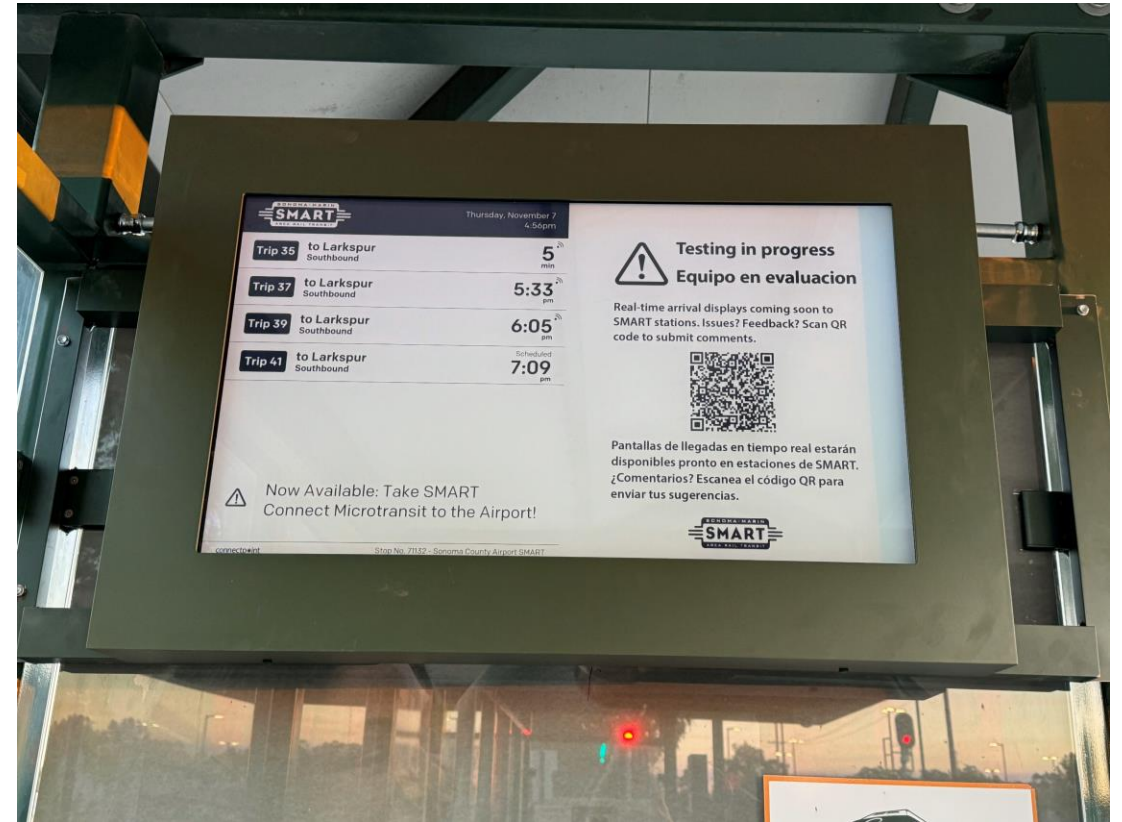 SONOMA-MARIN
SMART
AREA RAIL TRANSIT
Thursday, November 7
4:56pm
Trip 35 to Larkspur
Southbound
5
min
Trip 37 to Larkspur
Southbound
5:33
pm
Trip 39 to Larkspur
Southbound
6:05
pm
Trip 41 to Larkspur
Southbound
Scheduled
7:09
pm
Now Available: Take SMART
Connect Microtransit to the Airport!
connectpoint
Stop No. 71132 - Sonoma County Airport SMART
Testing in progress
Equipo en evaluacion
Real-time arrival displays coming soon to
SMART stations. Issues? Feedback? Scan QR
code to submit comments.
Pantallas de llegadas en tiempo real estarán
disponibles pronto en estaciones de SMART.
¿Comentarios? Escanea el código QR para
enviar tus sugerencias.
SONOMA-MARIN
SMART
AREA RAIL TRANSIT